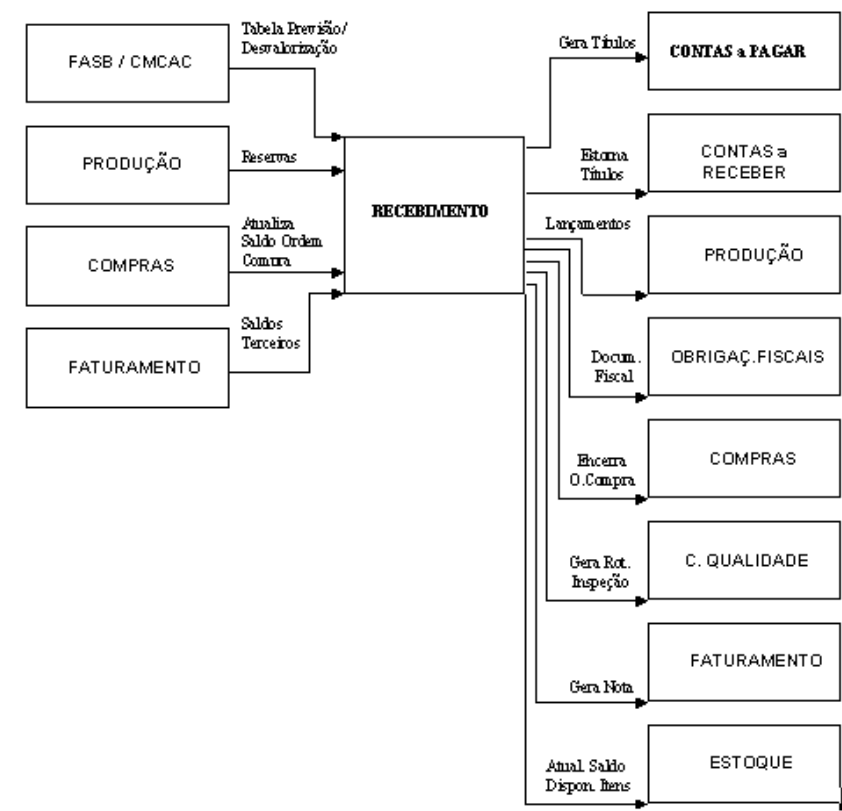 FASB / CMCAC
Tabela Previsão/
Desvalorização
PRODUÇÃO
Reservas
COMPRAS
Atualiza
Saldo Ordem
Comura
FATURAMENTO
Saldos
Terceiros
RECEBIMENTO
Gera Títulos
CONTAS a PAGAR
Estorna
Títulos
CONTAS a
RECEBER
Lançamentos
PRODUÇÃO
Docum.
Fiscal
OBRIGAÇ.FISCAIS
Encerra
O.Compra
COMPRAS
Gera Rot.
Inspeção
C. QUALIDADE
Gera Nota
FATURAMENTO
Atual. Saldo
Dispon. Itens
ESTOQUE